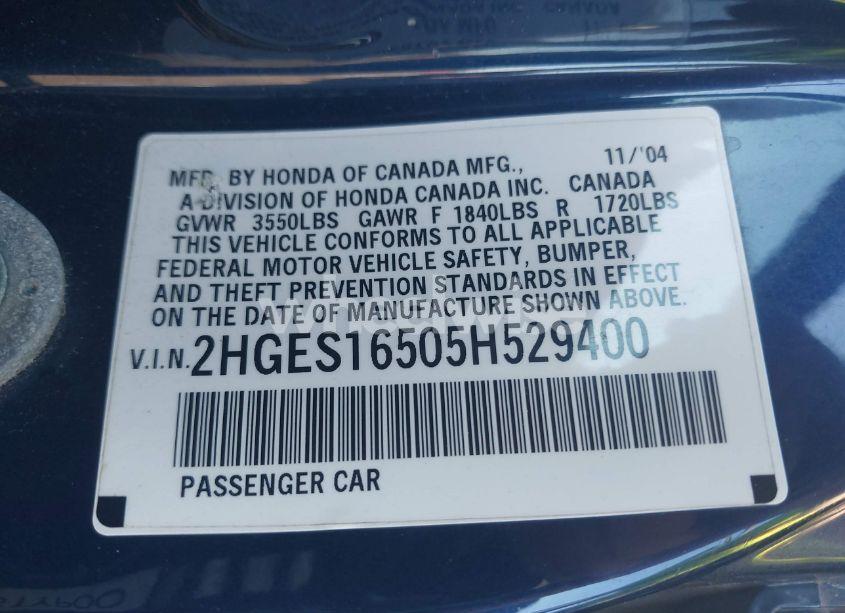 MFD. BY HONDA OF CANADA MFG., 11/'04
A DIVISION OF HONDA CANADA INC. CANADA
GVWR 3550LBS GAWR F 1840LBS R 1720LBS
THIS VEHICLE CONFORMS TO ALL APPLICABLE
FEDERAL MOTOR VEHICLE SAFETY, BUMPER,
AND THEFT PREVENTION STANDARDS IN EFFECT
ON THE DATE OF MANUFACTURE SHOWN ABOVE.
V.I.N. 2HGES16505H529400
PASSENGER CAR